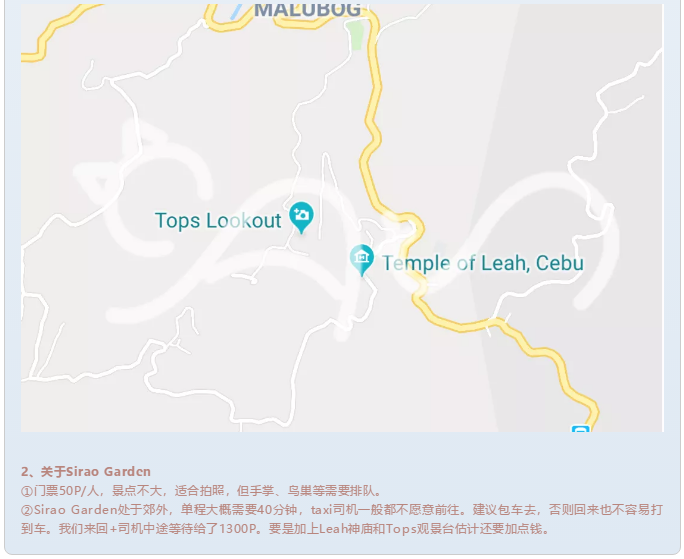 MALUBOG
Tops Lookout
Temple of Leah, Cebu
2、关于Sirao Garden
①门票50P/人，景点不大，适合拍照，但手掌、鸟巢等需要排队。
②Sirao Garden处于郊外，单程大概需要40分钟，taxi司机一般都不愿意前往。建议包车去，否则回来也不容易打
到车。我们来回+司机中途等待给了1300P。要是加上Leah神庙和Tops观景台估计还要加点钱。